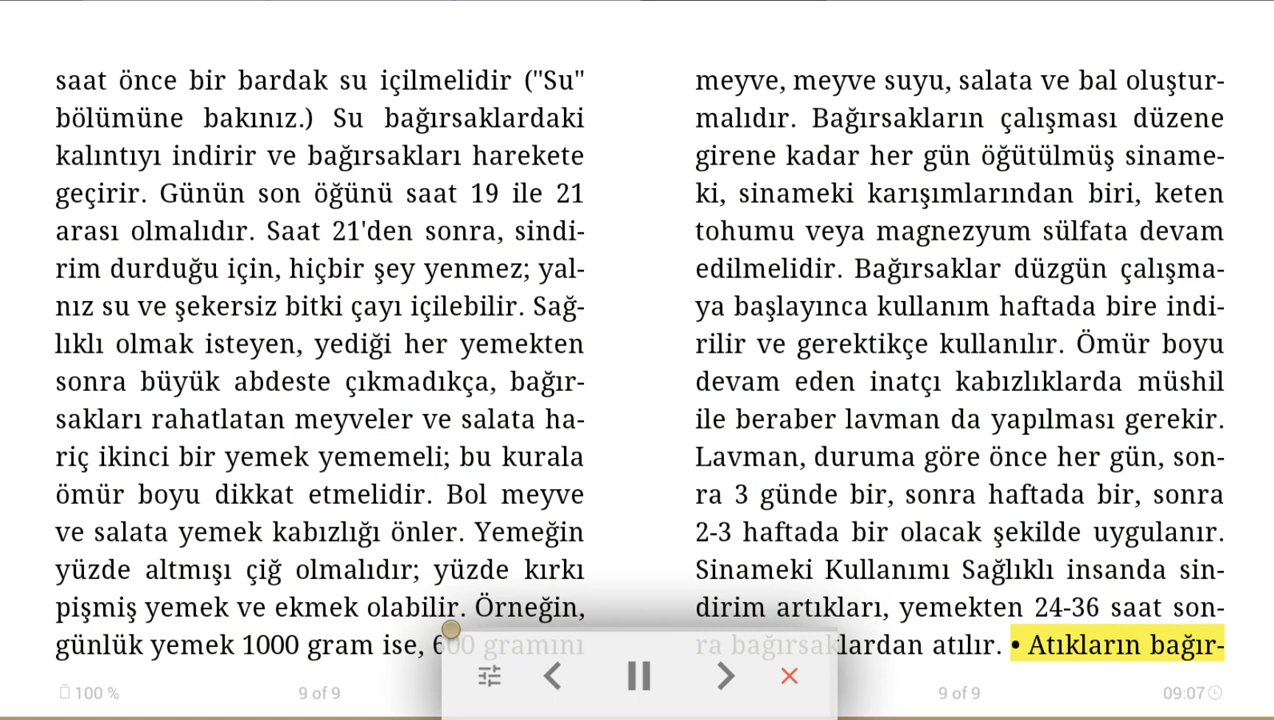 saat önce bir bardak su içilmelidir ("Su"
bölümüne bakınız.) Su bağırsaklardaki
kalıntıyı indirir ve bağırsakları harekete
geçirir. Günün son öğünü saat 19 ile 21
arası olmalıdır. Saat 21'den sonra, sindi-
rim durduğu için, hiçbir şey yenmez; yal-
nız su ve şekersiz bitki çayı içilebilir. Sağ-
lıklı olmak isteyen, yediği her yemekten
sonra büyük abdeste çıkmadıkça, bağır-
sakları rahatlatan meyveler ve salata ha-
riç ikinci bir yemek yememeli; bu kurala
ömür boyu dikkat etmelidir. Bol meyve
ve salata yemek kabızlığı önler. Yemeğin
yüzde altmışı çiğ olmalıdır; yüzde kırkı
pişmiş yemek ve ekmek olabilir. Örneğin,
günlük yemek 1000 gram ise, 600 gramını
meyve, meyve suyu, salata ve bal oluştur-
malıdır. Bağırsakların çalışması düzene
girene kadar her gün öğütülmüş siname-
ki, sinameki karışımlarından biri, keten
tohumu veya magnezyum sülfata devam
edilmelidir. Bağırsaklar düzgün çalışma-
ya başlayınca kullanım haftada bire indi-
rilir ve gerektikçe kullanılır. Ömür boyu
devam eden inatçı kabızlıklarda müshil
ile beraber lavman da yapılması gerekir.
Lavman, duruma göre önce her gün, son-
ra 3 günde bir, sonra haftada bir, sonra
2-3 haftada bir olacak şekilde uygulanır.
Sinameki Kullanımı Sağlıklı insanda sin-
dirim artıkları, yemekten 24-36 saat son-
ra bağırsaklardan atılır. • Atıkların bağır-
100 %
9 of 9
9 of 9
09:07